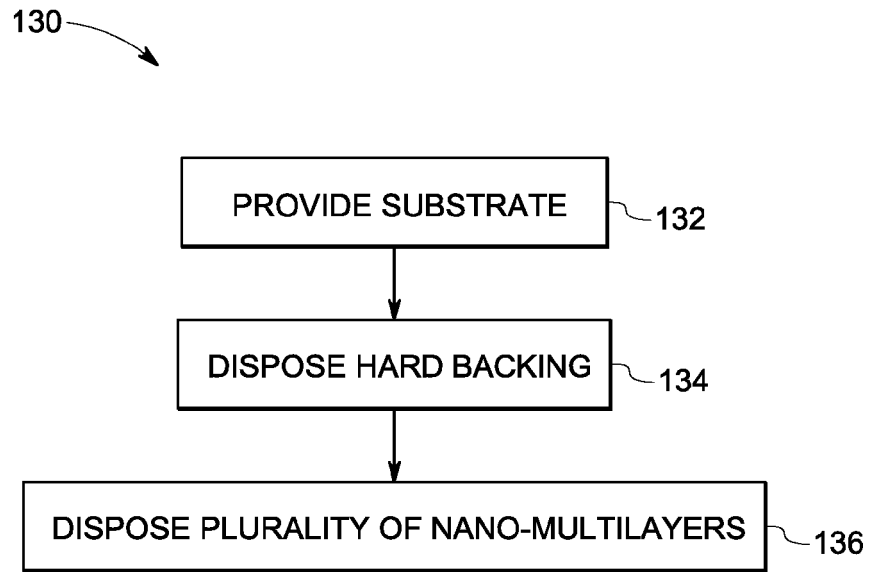 130
PROVIDE SUBSTRATE
132
DISPOSE HARD BACKING
134
DISPOSE PLURALITY OF NANO-MULTILAYERS
136